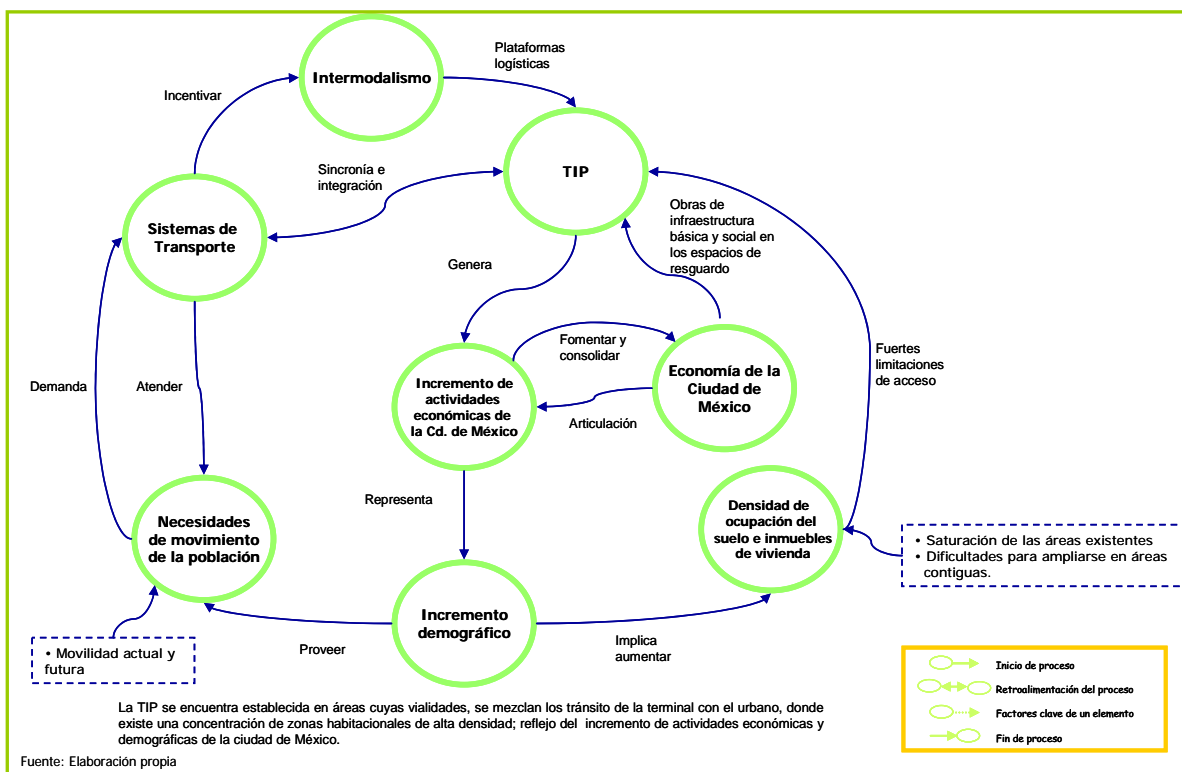 Plataformas
logísticas
Intermodalismo
Incentivar
TIP
Sincronía e
integración
Sistemas de
Transporte
Obras de
infraestructura
básica y social en
los espacios de
resguardo
Genera
Fomentar y
consolidar
Fuertes
limitaciones
de acceso
Economía de la
Ciudad de
México
Incremento de
actividades
económicas de
la Cd. de México
Demanda
Atender
Articulación
Representa
Densidad de
ocupación del
suelo e inmuebles
de vivienda
Necesidades
de movimiento
de la población
• Saturación de las áreas existentes
• Dificultades para ampliarse en áreas
contiguas.
Incremento
demográfico
• Movilidad actual y
futura
Proveer
Implica
aumentar
Inicio de proceso
Retroalimentación del proceso
Factores clave de un elemento
Fin de proceso
La TIP se encuentra establecida en áreas cuyas vialidades, se mezclan los tránsito de la terminal con el urbano, donde
existe una concentración de zonas habitacionales de alta densidad; reflejo del incremento de actividades económicas y
demográficas de la ciudad de México.
Fuente: Elaboración propia